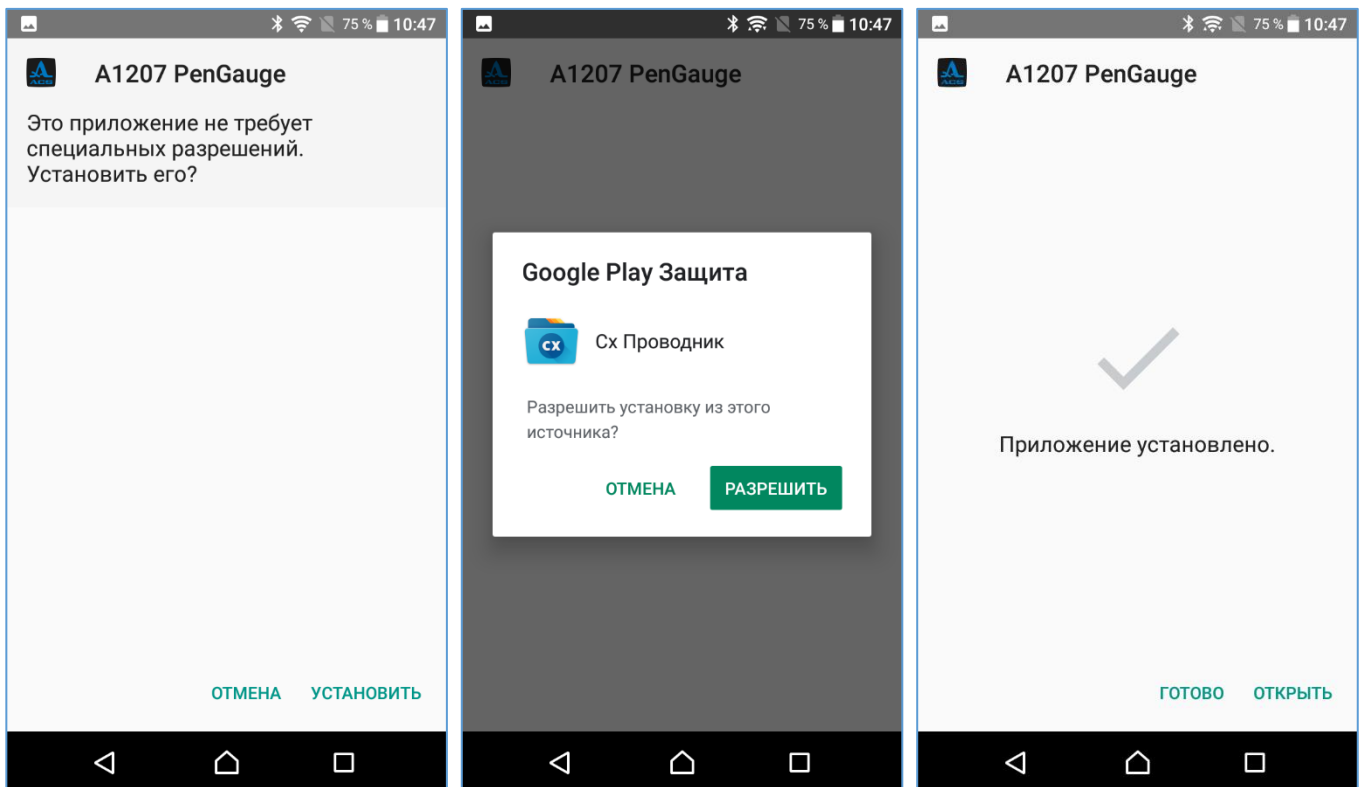 75 % 10:47
A1207 PenGauge
Это приложение не требует
специальных разрешений.
Установить его?
ОТМЕНА УСТАНОВИТЬ
75 % 10:47
A1207 PenGauge
Google Play Защита
CX
Cx Проводник
Разрешить установку из этого
источника?
ОТМЕНА РАЗРЕШИТЬ
75 % 10:47
A1207 PenGauge
Приложение установлено.
ГОТОВО ОТКРЫТЬ